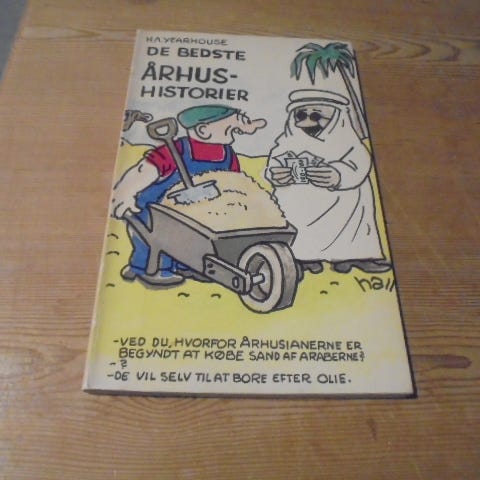 H.A. YEARHOUSE
DE BEDSTE
ÅRHUS-
HISTORIER
hall
-VED DU, HVORFOR ÅRHUSIANERNE ER
BEGYNDT AT KØBE SAND AF ARABERNE?
-?
-DE VIL SELV TIL AT BORE EFTER OLIE.